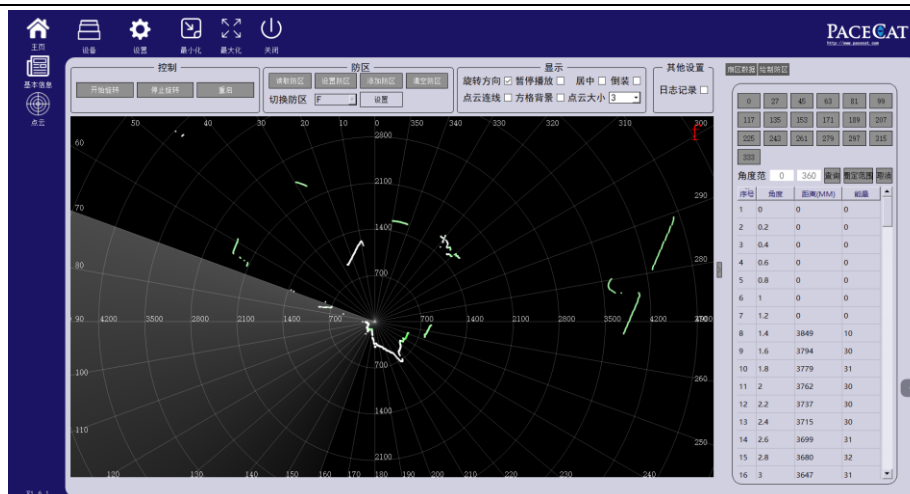 PACECAT
http://www.pacecat.com
主页
设备
设置
最小化
最大化
关闭
基本信息
点云
控制
开始旋转 停止旋转 重启
防区
读取防区 设置防区 添加防区 清空防区
切换防区 F 设置
显示
旋转方向 暂停播放 居中 倒装
点云连线 方格背景 点云大小 3
其他设置
日志记录
扇区数据 绘制防区
0 27 45 63 81 99
117 135 153 171 189 207
225 243 261 279 297 315
333
角度范 0 360 查询 重定范围
序号 角度 距离(MM) 能量
1 0 0 0
2 0.2 0 0
3 0.4 0 0
4 0.6 0 0
5 0.8 0 0
6 1 0 0
7 1.2 0 0
8 1.4 3849 10
9 1.6 3794 30
10 1.8 3779 31
11 2 3762 30
12 2.2 3737 30
13 2.4 3715 30
14 2.6 3699 31
15 2.8 3680 32
16 3 3647 31
50 40 30 20 10 0 350 340 330 320 310 300
2800
60
2100
290
70
1400
280
80
700
90 4200 3500 2800 2100 1400 700 700 1400 2100 2800 3500 4200
700
100
260
1400
110
250
2100
120 130 140 150 160 170 180 190 200 210 220 230 240